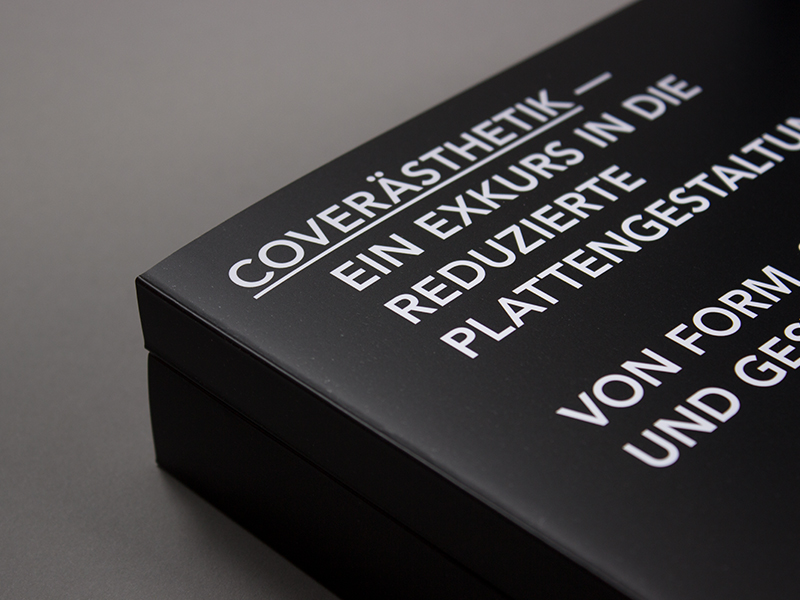 COVERÄSTHETIK —
EIN EXKURS IN DIE
REDUZIERTE
PLATTENGESTALTUN
VON FORM
UND GES